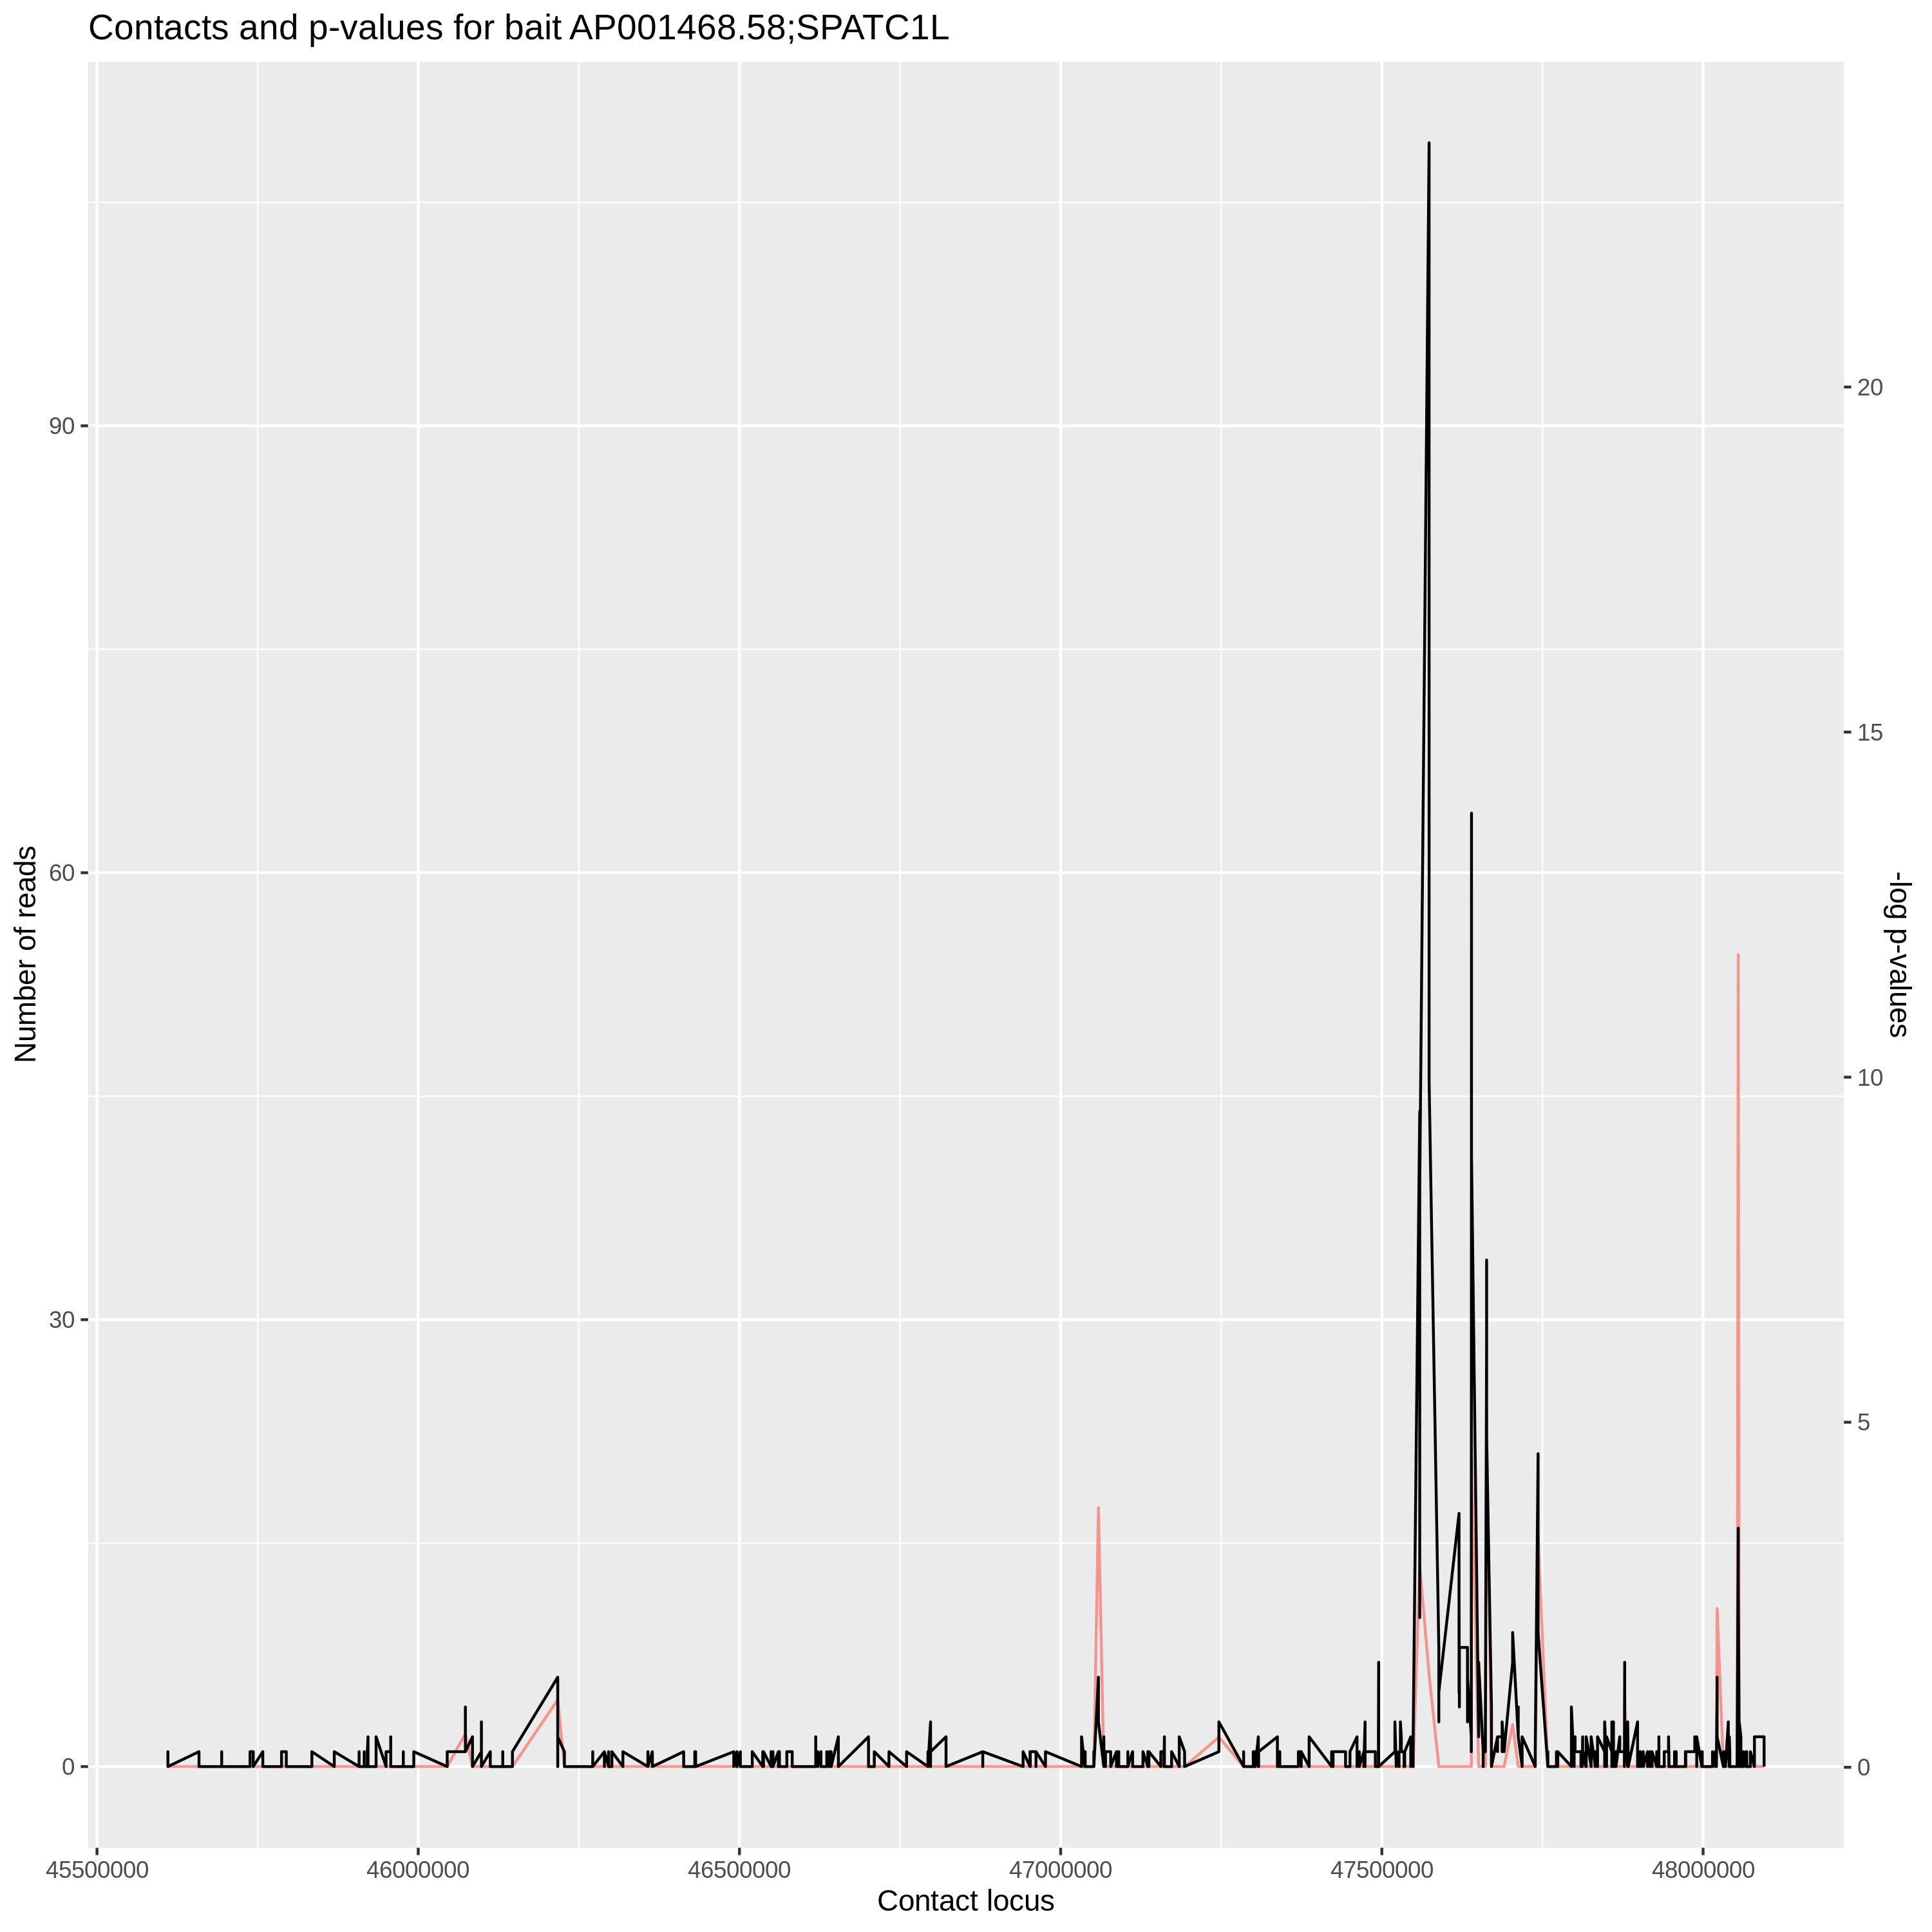 Contacts and p-values for bait AP001468.58;SPATC1L
Number of reads
90
60
30
0
20
15
10
5
0
-log p-values
45500000 46000000 46500000 47000000 47500000 48000000
Contact locus